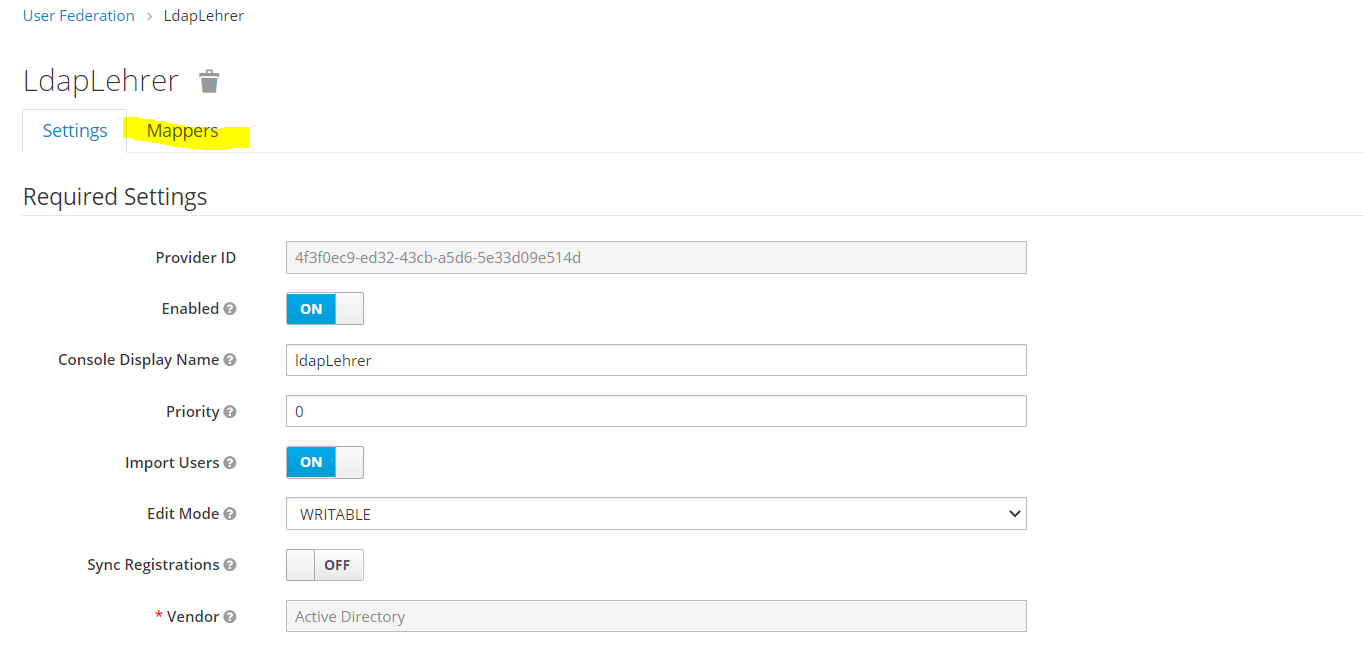 User Federation > LdapLehrer
LdapLehrer
Settings Mappers
Required Settings
Provider ID 4f3f0ec9-ed32-43cb-a5d6-5e33d09e514d
Enabled ON
Console Display Name ldapLehrer
Priority 0
Import Users ON
Edit Mode WRITABLE
Sync Registrations OFF
* Vendor Active Directory